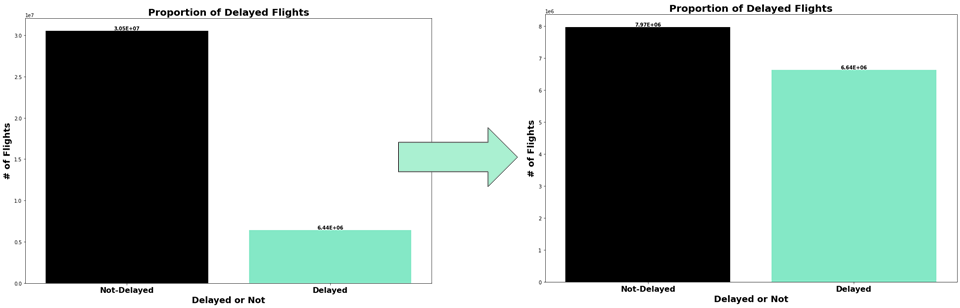 Proportion of Delayed Flights
1e7
3.05E+07
3.0
2.5
2.0
1.5
1.0
0.5
0.0
6.44E+06
# of Flights
Not-Delayed
Delayed
Delayed or Not
Proportion of Delayed Flights
1e6
7.97E+06
8
7
6
5
4
3
2
1
0
6.64E+06
# of Flights
Not-Delayed
Delayed
Delayed or Not